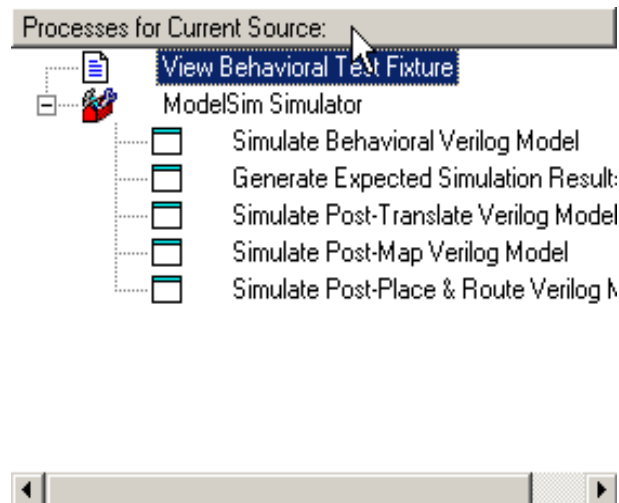 Processes for Current Source:
View Behavioral Test Fixture
ModelSim Simulator
Simulate Behavioral Verilog Model
Generate Expected Simulation Result
Simulate Post-Translate Verilog Model
Simulate Post-Map Verilog Model
Simulate Post-Place & Route Verilog